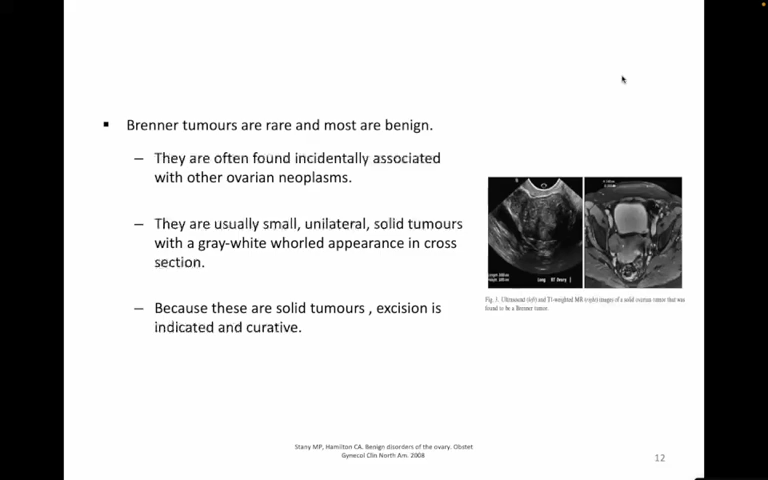 ▪ Brenner tumours are rare and most are benign.
– They are often found incidentally associated
with other ovarian neoplasms.
– They are usually small, unilateral, solid tumours
with a gray-white whorled appearance in cross
section.
– Because these are solid tumours , excision is
indicated and curative.
Long RT Ovary
Fig. 3. Ultrasound (left) and T1-weighted MR (right) images of a solid ovarian tumor that was
found to be a Brenner tumor.
Stany MP, Hamilton CA. Benign disorders of the ovary. Obstet
Gynecol Clin North Am. 2008
12